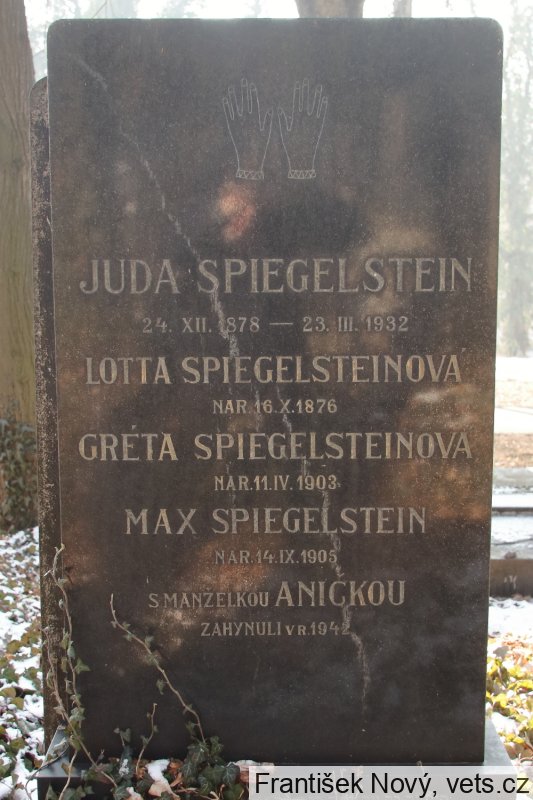 JUDA SPIEGELSTEIN
24. XII. 1878 — 23. III. 1932
LOTTA SPIEGELSTEINOVÁ
NAR. 16. X. 1876
GRÉTA SPIEGELSTEINOVÁ
NAR. 11. IV. 1903
MAX SPIEGELSTEIN
NAR. 14. IX. 1905
S MANŽELKOU ANIČKOU
ZAHYNULI V R. 1942
František Nový, vets.cz